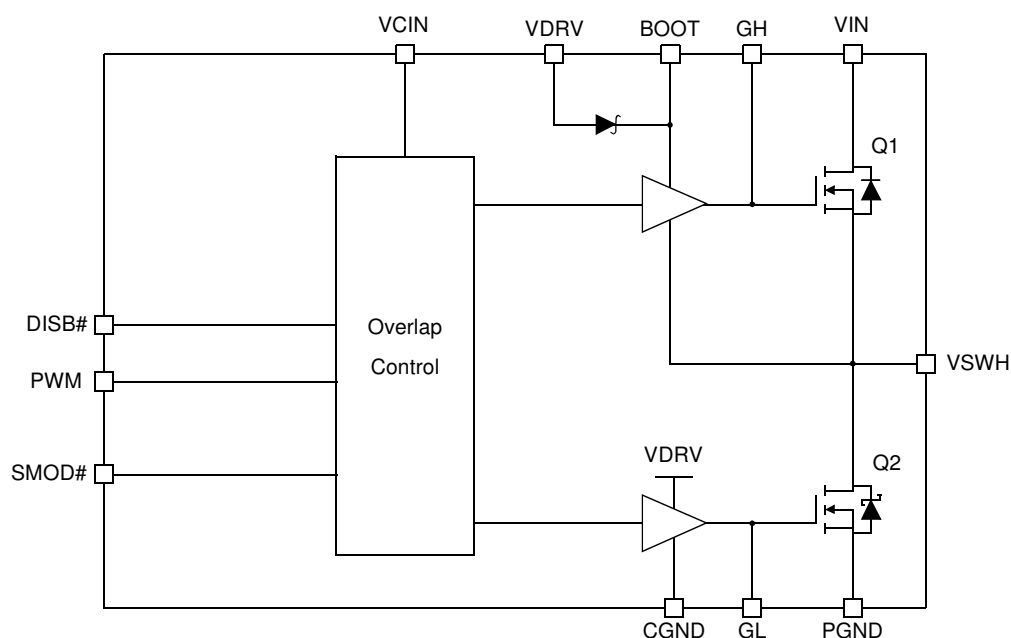 VCIN
VDRV
BOOT
GH
VIN
Q1
DISB#
Overlap
Control
PWM
VSWH
SMOD#
VDRV
Q2
CGND
GL
PGND